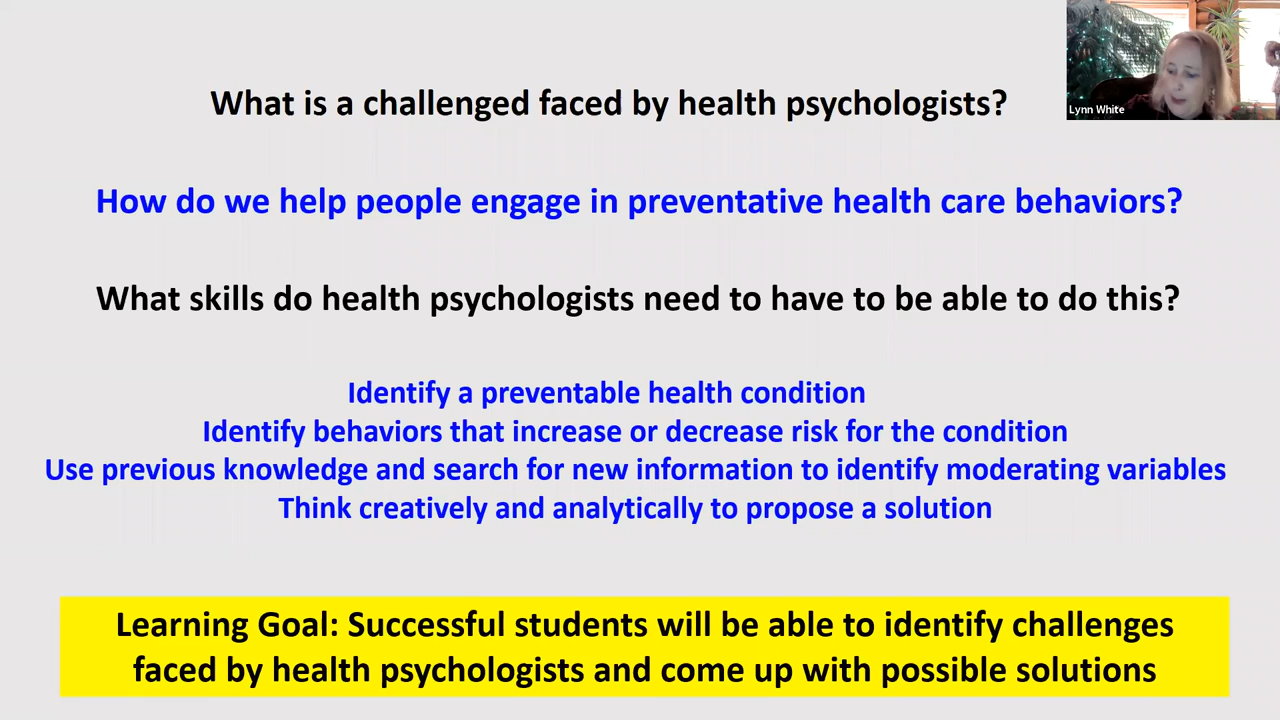 What is a challenged faced by health psychologists?
Lynn White
How do we help people engage in preventative health care behaviors?
What skills do health psychologists need to have to be able to do this?
Identify a preventable health condition
Identify behaviors that increase or decrease risk for the condition
Use previous knowledge and search for new information to identify moderating variables
Think creatively and analytically to propose a solution
Learning Goal: Successful students will be able to identify challenges
faced by health psychologists and come up with possible solutions